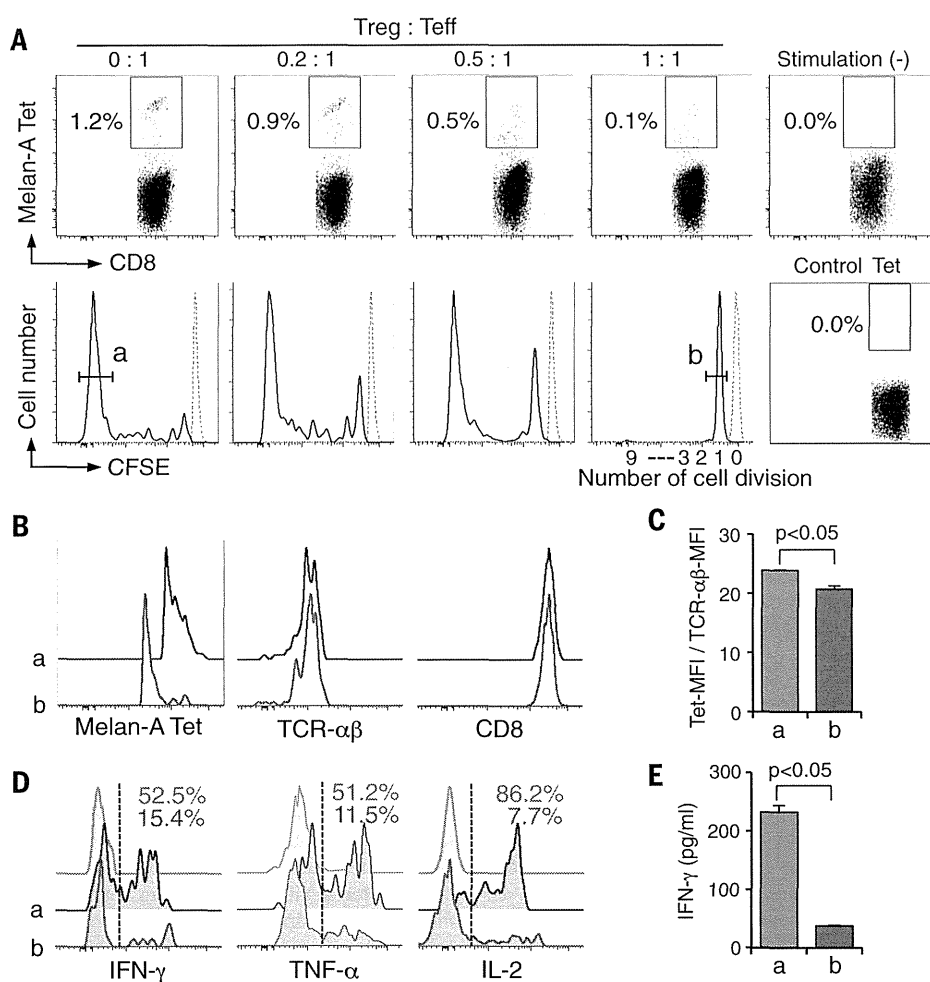 A
Treg : Teff
0 : 1
0.2 : 1
0.5 : 1
1 : 1
Stimulation (-)
Melan-A Tet
1.2%
0.9%
0.5%
0.1%
0.0%
CD8
Control Tet
Cell number
a
b
0.0%
CFSE
9 ---3 2 1 0
Number of cell division
B
a
b
Melan-A Tet
TCR-αβ
CD8
C
Tet-MFI / TCR-αβ-MFI
30
20
10
0
p<0.05
a b
D
52.5%
15.4%
51.2%
11.5%
86.2%
7.7%
a
b
IFN-γ
TNF-α
IL-2
E
IFN-γ (pg/ml)
300
200
100
0
p<0.05
a b